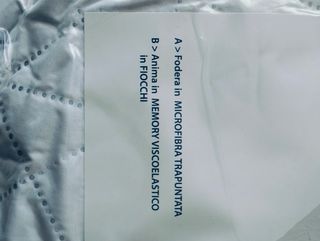 A > Fodera in MICROFIBRA TRAPUNTATA
B > Anima in MEMORY VISCOELASTICO
in FIOCCHI